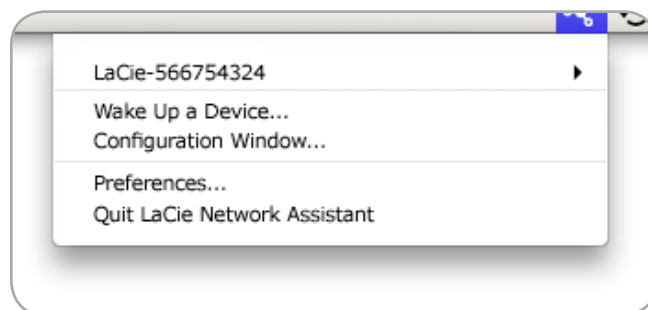 LaCie-566754324
Wake Up a Device...
Configuration Window...
Preferences...
Quit LaCie Network Assistant